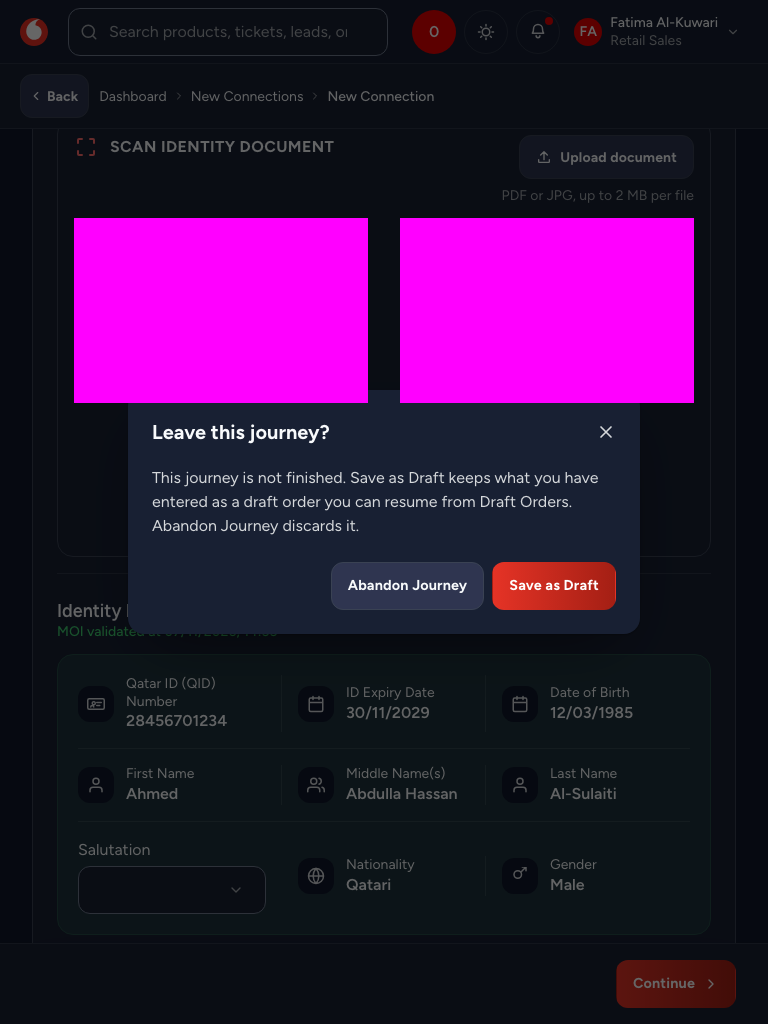 Search products, tickets, leads, or
0
FA
Fatima Al-Kuwari
Retail Sales
Back
Dashboard
New Connections
New Connection
SCAN IDENTITY DOCUMENT
Upload document
PDF or JPG, up to 2 MB per file
Leave this journey?
This journey is not finished. Save as Draft keeps what you have
entered as a draft order you can resume from Draft Orders.
Abandon Journey discards it.
Abandon Journey
Save as Draft
Identity
MOI validated
Qatar ID (QID)
Number
28456701234
ID Expiry Date
30/11/2029
Date of Birth
12/03/1985
First Name
Ahmed
Middle Name(s)
Abdulla Hassan
Last Name
Al-Sulaiti
Salutation
Nationality
Qatari
Gender
Male
Continue